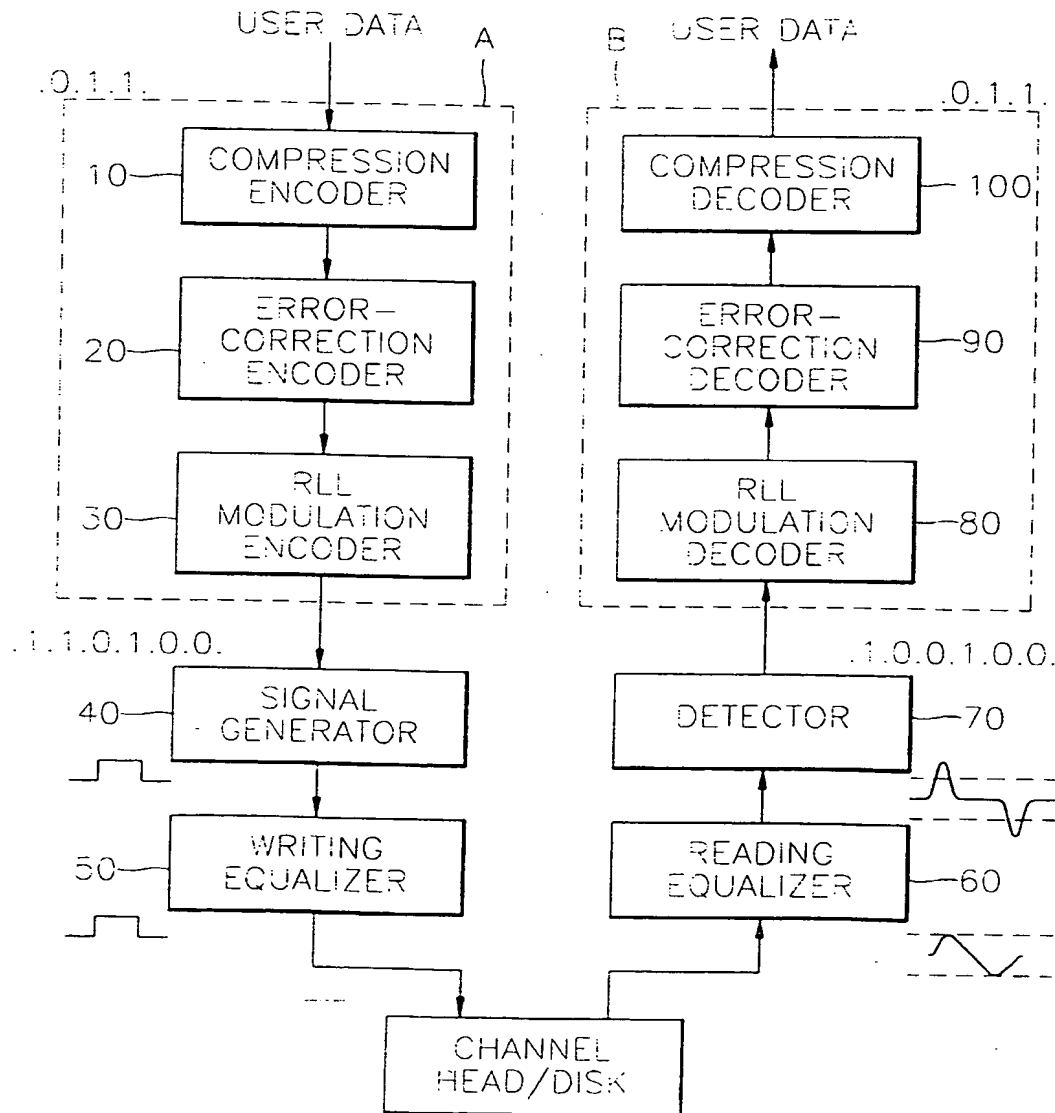 USER DATA
A
.0.1.1.
COMPRESSION
ENCODER
10
ERROR-
CORRECTION
ENCODER
20
RLL
MODULATION
ENCODER
30
.1.1.0.1.0.0.
SIGNAL
GENERATOR
40
WRITING
EQUALIZER
50
CHANNEL
HEAD/DISK
USER DATA
B
.0.1.1.
COMPRESSION
DECODER
100
ERROR-
CORRECTION
DECODER
90
RLL
MODULATION
DECODER
80
.1.0.0.1.0.0.
DETECTOR
70
READING
EQUALIZER
60